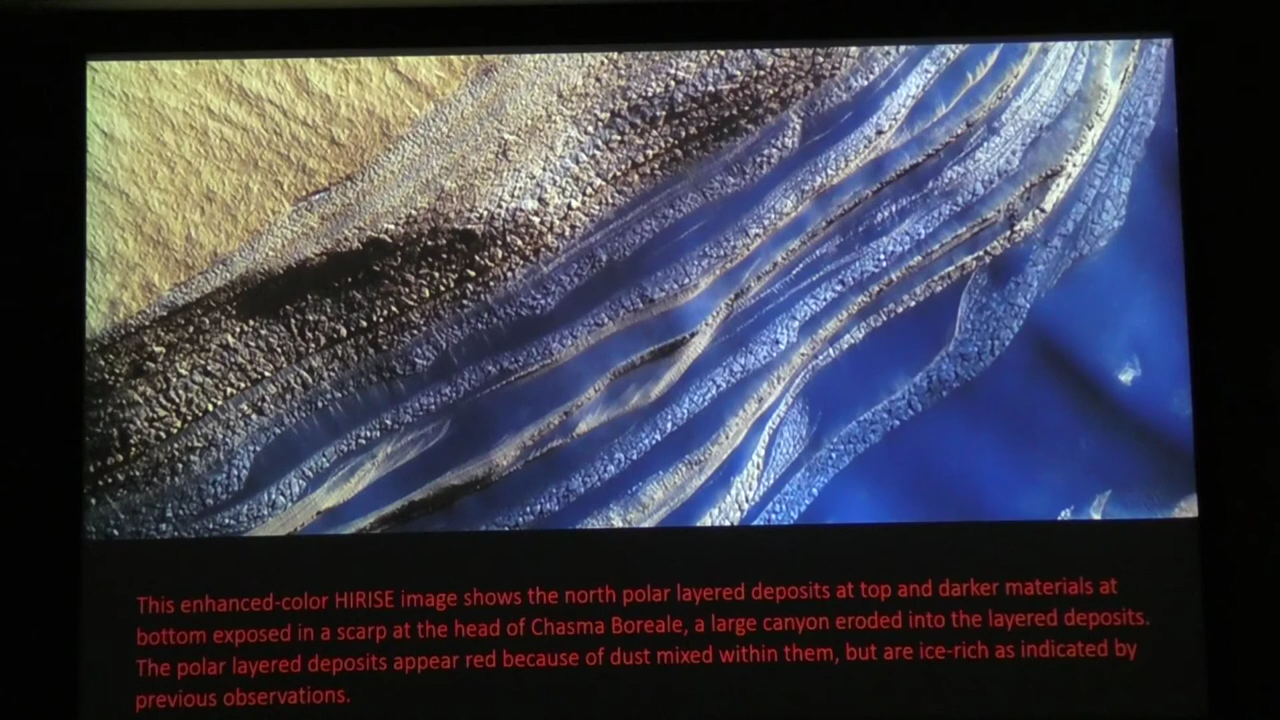 This enhanced-color HIRISE image shows the north polar layered deposits at top and darker materials at
bottom exposed in a scarp at the head of Chasma Boreale, a large canyon eroded into the layered deposits.
The polar layered deposits appear red because of dust mixed within them, but are ice-rich as indicated by
previous observations.